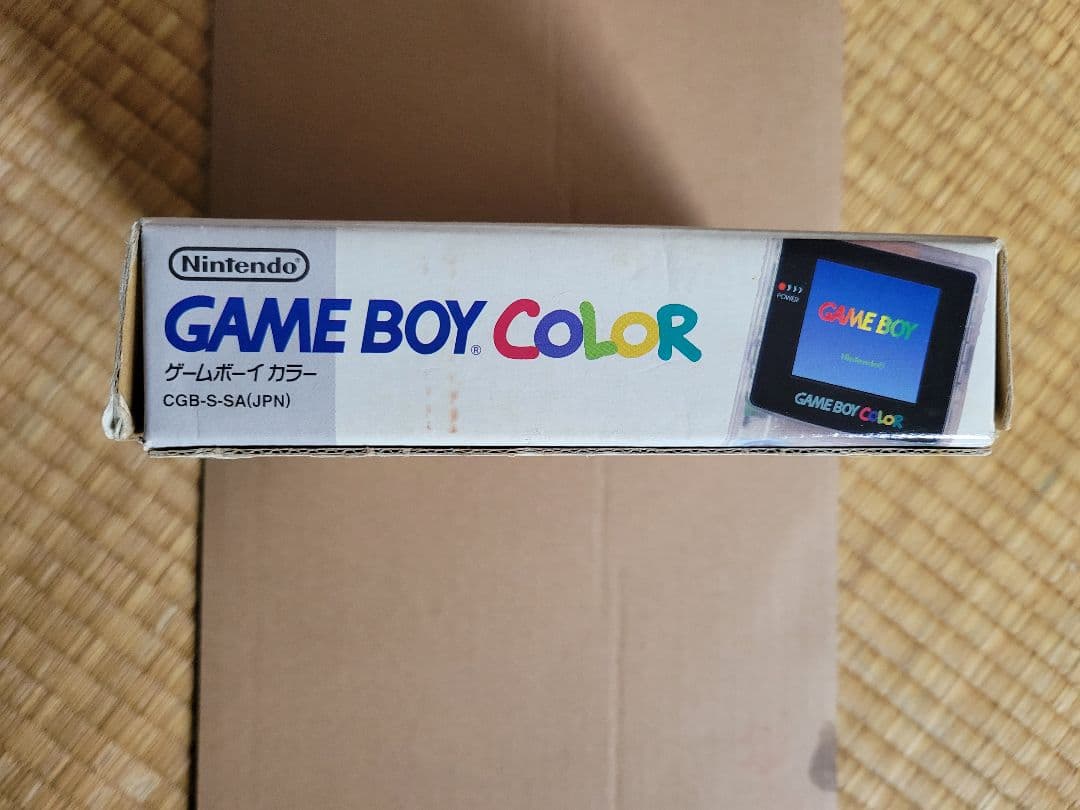 Nintendo®
GAME BOY® COLOR
ゲームボーイ カラー
CGB-S-SA(JPN)
POWER
GAME BOY
Nintendo®
GAME BOY COLOR